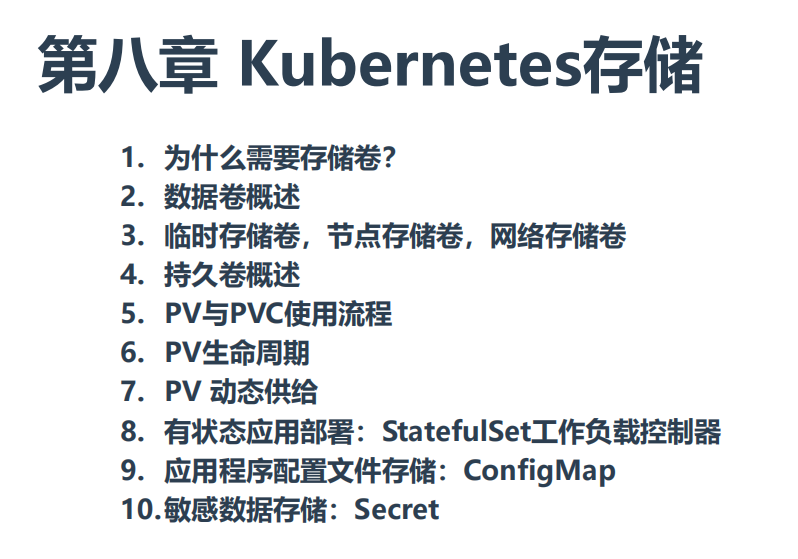 第八章 Kubernetes存储
1. 为什么需要存储卷？
2. 数据卷概述
3. 临时存储卷，节点存储卷，网络存储卷
4. 持久卷概述
5. PV与PVC使用流程
6. PV生命周期
7. PV 动态供给
8. 有状态应用部署：StatefulSet工作负载控制器
9. 应用程序配置文件存储：ConfigMap
10.敏感数据存储：Secret